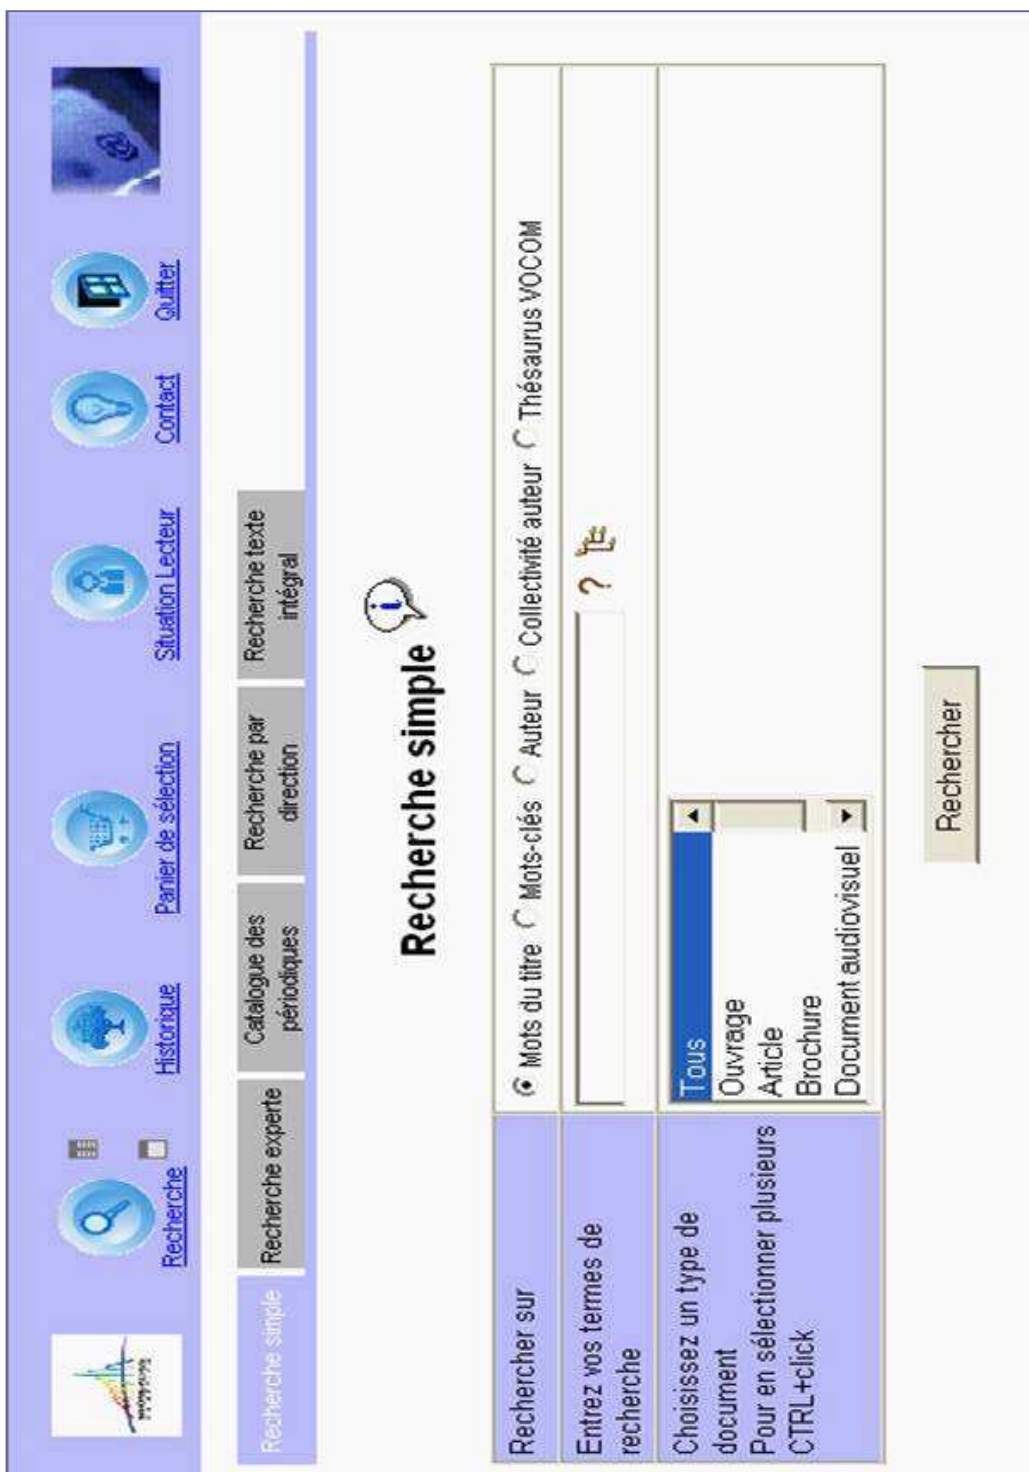 Recherche
Historique
Panier de sélection
Situation Lecteur
Contact
Quitter
Recherche simple
Recherche experte
Catalogue des
périodiques
Recherche par
direction
Recherche texte
intégral
Recherche simple
Rechercher sur
Mots du titre Mots-clés Auteur Collectivité auteur Thésaurus VOCOM
Entrez vos termes de
recherche
?
Choisissez un type de
document
Pour en sélectionner plusieurs
CTRL+click
Tous
Ouvrage
Article
Brochure
Document audiovisuel
Rechercher